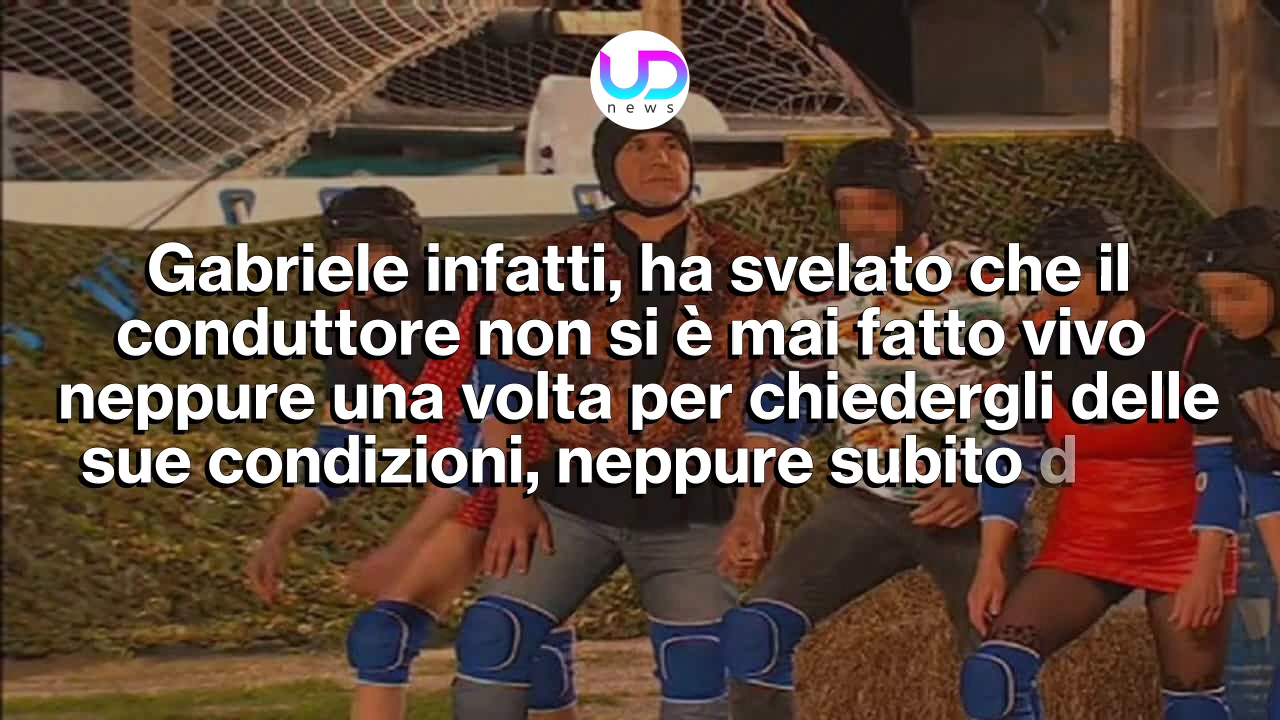 UD
news
Gabriele infatti, ha svelato che il
conduttore non si è mai fatto vivo
neppure una volta per chiedergli delle
sue condizioni, neppure subito d